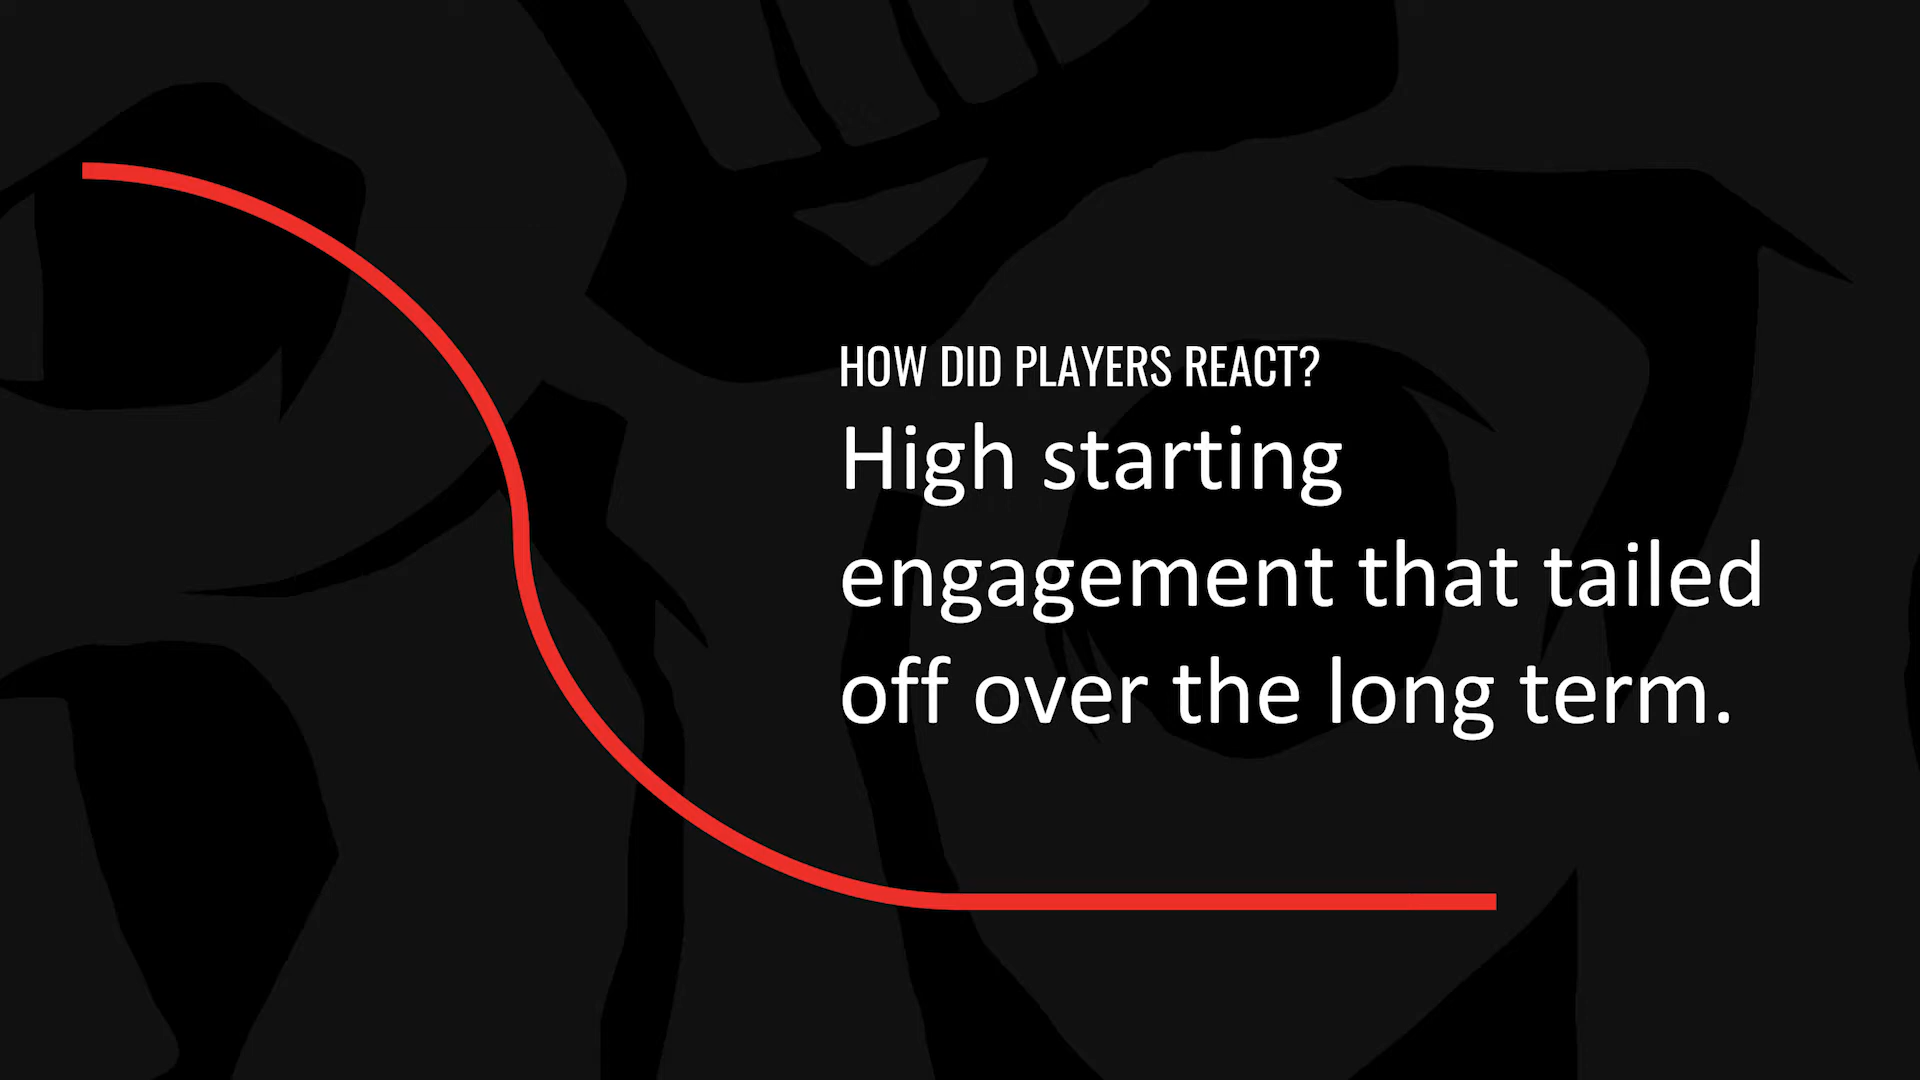 HOW DID PLAYERS REACT?
High starting
engagement that tailed
off over the long term.